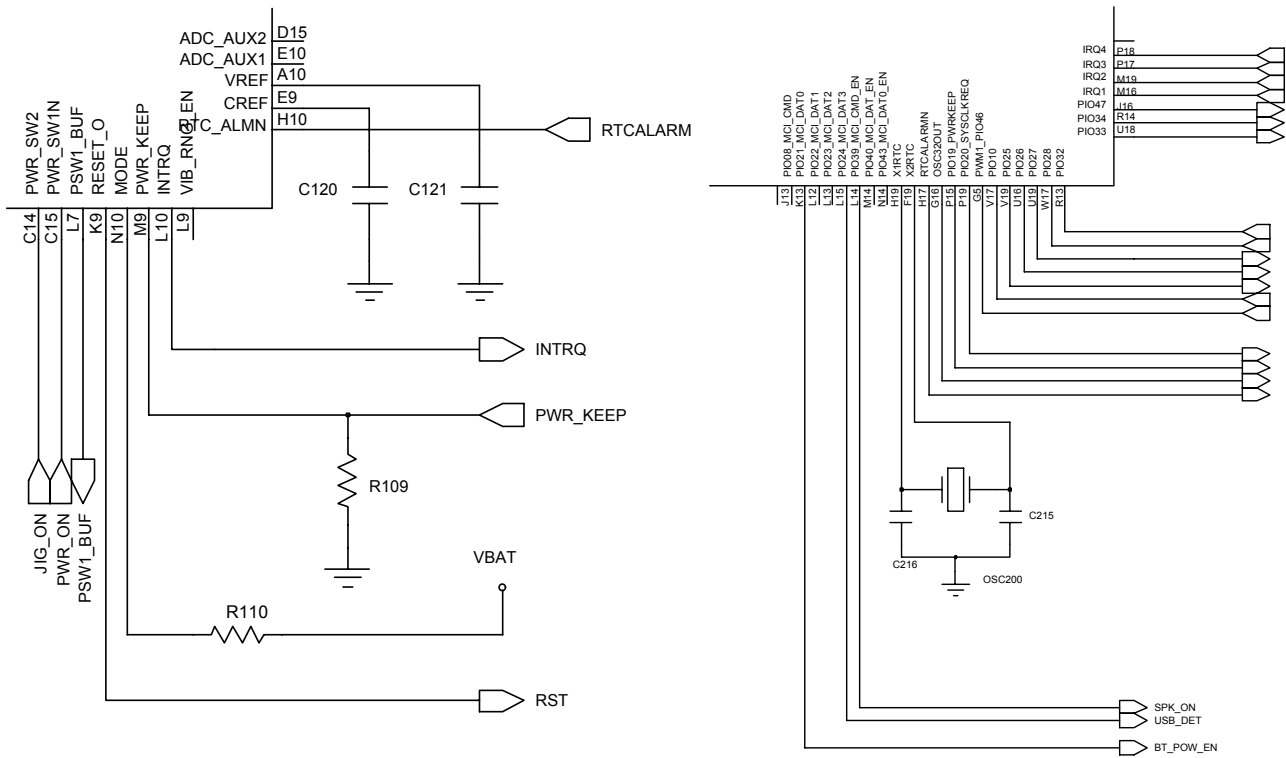 ADC_AUX2
D15
ADC_AUX1
E10
VREF
A10
CREF
E9
RTC_ALMN
H10
RTCALARM
PWR_SW2
PWR_SW1N
PSW1_BUF
RESET_O
MODE
PWR_KEEP
INTRQ
VIB_RNG_EN
C14
C15
L7
K9
N10
M9
L10
L9
C120
C121
INTRQ
PWR_KEEP
R109
JIG_ON
PWR_ON
PSW1_BUF
VBAT
R110
RST
IRQ4
P18
IRQ3
P17
IRQ2
M19
IRQ1
M16
PIO47
J16
PIO34
R14
PIO33
U18
PIO08_MCI_CMD
PIO21_MCI_DAT0
PIO22_MCI_DAT1
PIO23_MCI_DAT2
PIO24_MCI_DAT3
PIO39_MCI_CMD_EN
PIO40_MCI_DAT_EN
PIO43_MCI_DAT0_EN
X1RTC
X2RTC
RTCALARMN
OSC32OUT
PIO19_PWRKEEP
PIO20_SYSCLKREQ
PWM1_PIO46
PIO10
PIO25
PIO26
PIO27
PIO28
PIO32
J13
K13
L12
L13
L15
L14
M14
N14
H19
F19
H17
G16
P15
P19
G5
V17
V19
U16
U19
W17
R13
C215
C216
OSC200
SPK_ON
USB_DET
BT_POW_EN